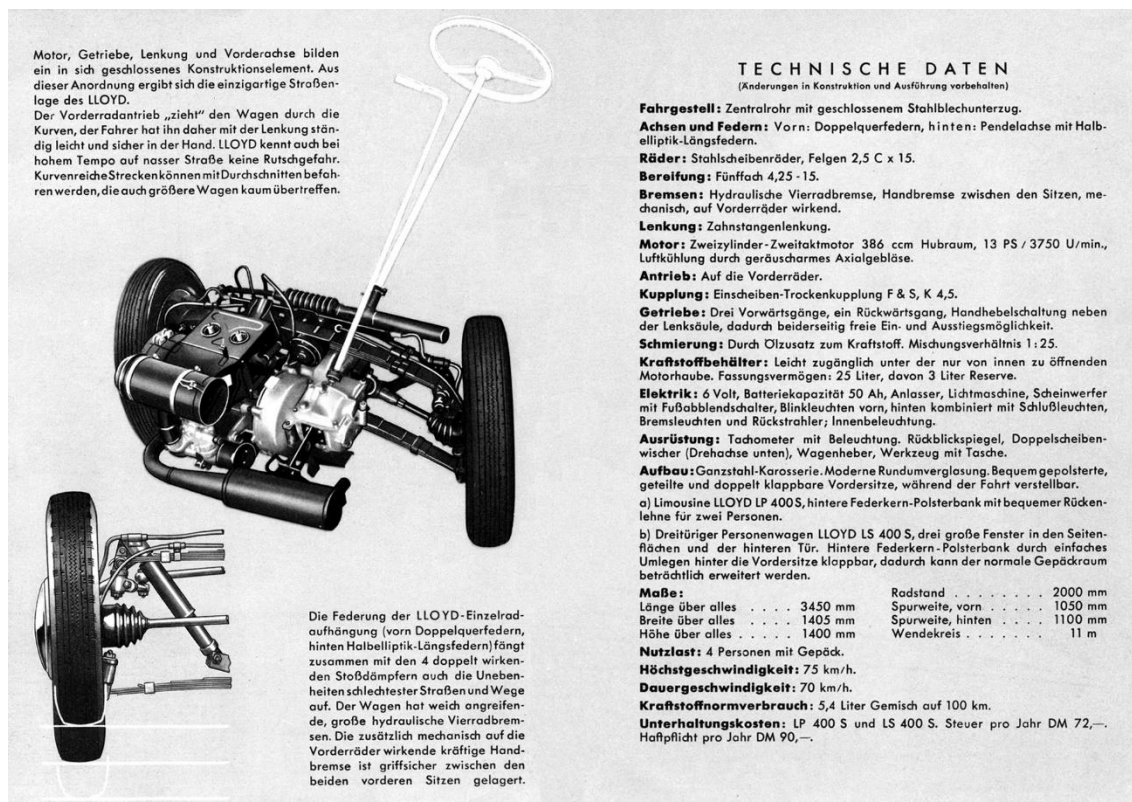 Motor, Getriebe, Lenkung und Vorderachse bilden
ein in sich geschlossenes Konstruktionselement. Aus
dieser Anordnung ergibt sich die einzigartige Straßen-
lage des LLOYD.
Der Vorderradantrieb „zieht“ den Wagen durch die
Kurven, der Fahrer hat ihn daher mit der Lenkung stän-
dig leicht und sicher in der Hand. LLOYD kennt auch bei
hohem Tempo auf nasser Straße keine Rutschgefahr.
Kurvenreiche Strecken können mit Durchschnitten befah-
ren werden, die auch größere Wagen kaum übertreffen.
Die Federung der LLOYD-Einzelrad-
aufhängung (vorn Doppelquerfedern,
hinten Halbelliptik-Längsfedern) fängt
zusammen mit den 4 doppelt wirken-
den Stoßdämpfern auch die Uneben-
heiten schlechtester Straßen und Wege
auf. Der Wagen hat weich angreifen-
de, große hydraulische Vierradbrem-
sen. Die zusätzlich mechanisch auf die
Vorderräder wirkende kräftige Hand-
bremse ist griffsicher zwischen den
beiden vorderen Sitzen gelagert.
TECHNISCHE DATEN
(Änderungen in Konstruktion und Ausführung vorbehalten)
Fahrgestell: Zentralrohr mit geschlossenem Stahlblechunterzug.
Achsen und Federn: Vorn: Doppelquerfedern, hinten: Pendelachse mit Halb-
elliptik-Längsfedern.
Räder: Stahlscheibenräder, Felgen 2,5 C x 15.
Bereifung: Fünffach 4,25 - 15.
Bremsen: Hydraulische Vierradbremse, Handbremse zwischen den Sitzen, me-
chanisch, auf Vorderräder wirkend.
Lenkung: Zahnstangenlenkung.
Motor: Zweizylinder-Zweitaktmotor 386 ccm Hubraum, 13 PS / 3750 U/min.,
Luftkühlung durch geräuscharmes Axialgebläse.
Antrieb: Auf die Vorderräder.
Kupplung: Einscheiben-Trockenkupplung F & S, K 4,5.
Getriebe: Drei Vorwärtsgänge, ein Rückwärtsgang, Handhebelschaltung neben
der Lenksäule, dadurch beiderseitig freie Ein- und Ausstiegsmöglichkeit.
Schmierung: Durch Ölzusatz zum Kraftstoff. Mischungsverhältnis 1:25.
Kraftstoffbehälter: Leicht zugänglich unter der nur von innen zu öffnenden
Motorhaube. Fassungsvermögen: 25 Liter, davon 3 Liter Reserve.
Elektrik: 6 Volt, Batteriekapazität 50 Ah, Anlasser, Lichtmaschine, Scheinwerfer
mit Fußabblendschalter, Blinkleuchten vorn, hinten kombiniert mit Schlußleuchten,
Bremsleuchten und Rückstrahler; Innenbeleuchtung.
Ausrüstung: Tachometer mit Beleuchtung. Rückblickspiegel, Doppelscheiben-
wischer (Drehachse unten), Wagenheber, Werkzeug mit Tasche.
Aufbau: Ganzstahl-Karosserie. Moderne Rundumverglasung. Bequem gepolsterte,
geteilte und doppelt klappbare Vordersitze, während der Fahrt verstellbar.
a) Limousine LLOYD LP 400 S, hintere Federkern-Polsterbank mit bequemer Rücken-
lehne für zwei Personen.
b) Dreitüriger Personenwagen LLOYD LS 400 S, drei große Fenster in den Seiten-
flächen und der hinteren Tür. Hintere Federkern-Polsterbank durch einfaches
Umlegen hinter die Vordersitze klappbar, dadurch kann der normale Gepäckraum
beträchtlich erweitert werden.
Maße:
Länge über alles . . . . 3450 mm
Breite über alles . . . . 1405 mm
Höhe über alles . . . . . 1400 mm
Radstand . . . . . . . . 2000 mm
Spurweite, vorn . . . . . 1050 mm
Spurweite, hinten . . . . 1100 mm
Wendekreis . . . . . . . 11 m
Nutzlast: 4 Personen mit Gepäck.
Höchstgeschwindigkeit: 75 km/h.
Dauergeschwindigkeit: 70 km/h.
Kraftstoffnormverbrauch: 5,4 Liter Gemisch auf 100 km.
Unterhaltungskosten: LP 400 S und LS 400 S. Steuer pro Jahr DM 72,—.
Haftpflicht pro Jahr DM 90,—.